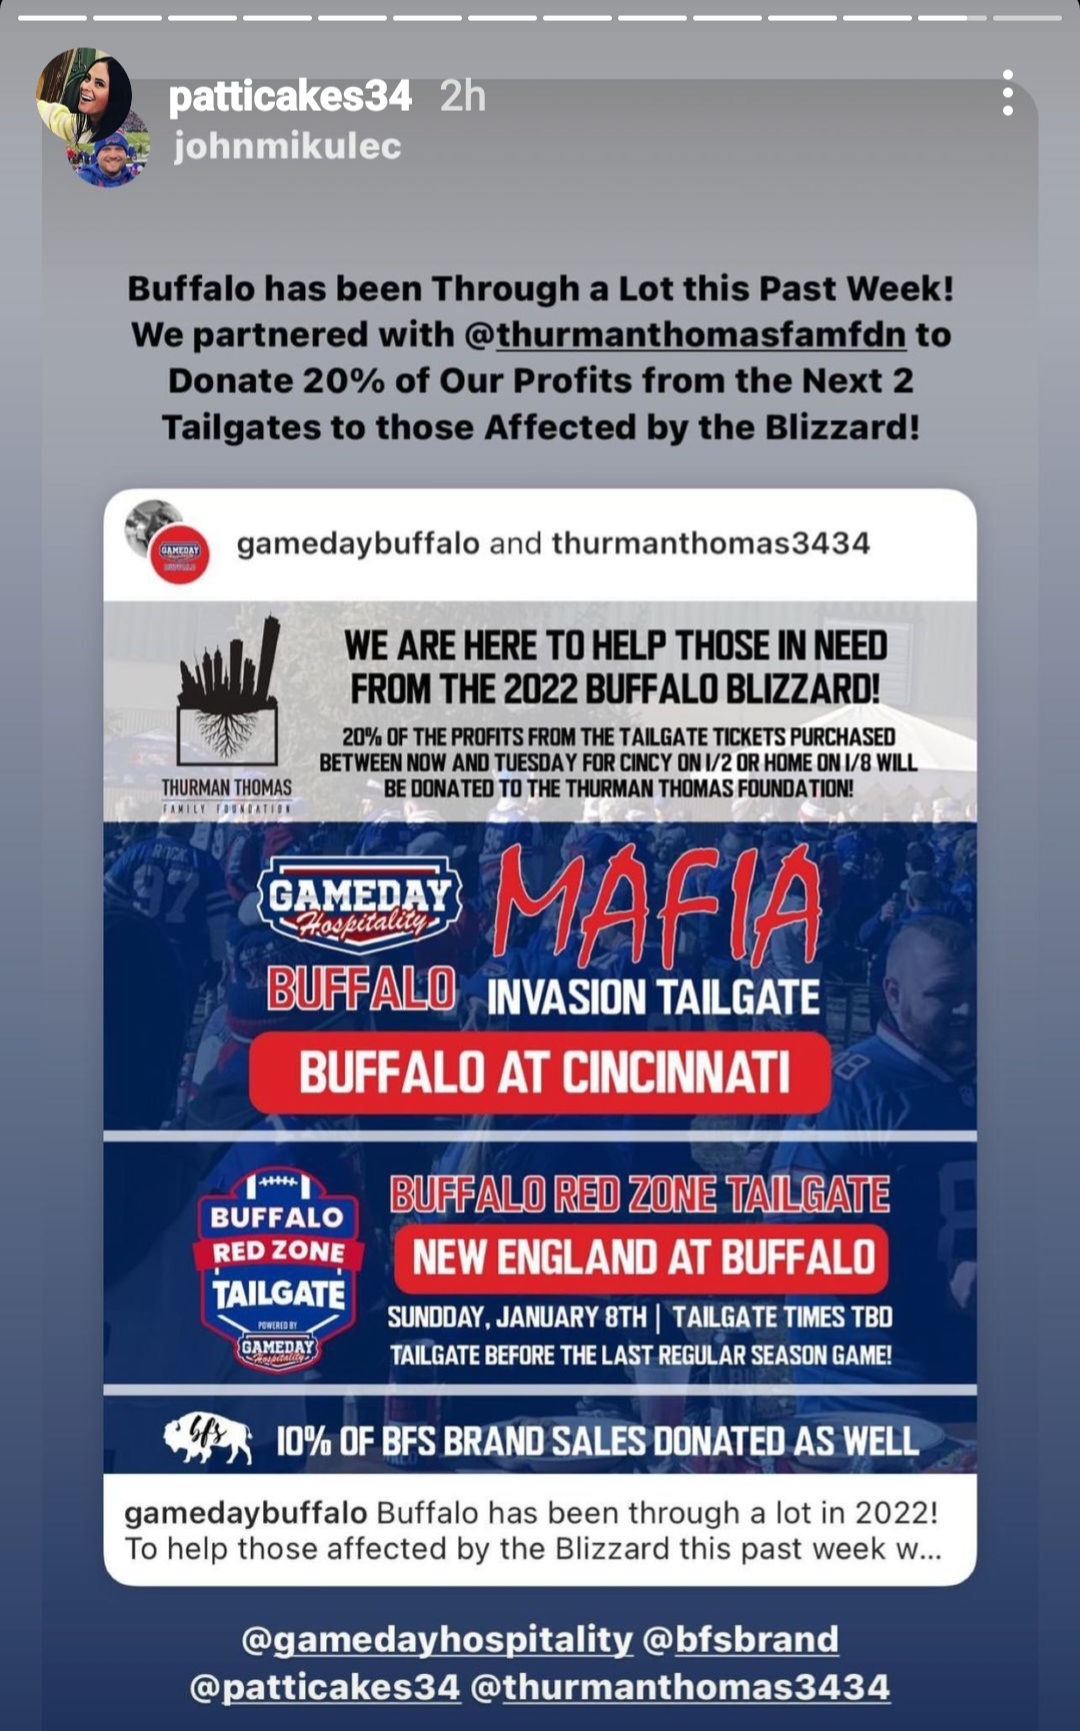 patticakes34 2h
johnmikulec
Buffalo has been Through a Lot this Past Week!
We partnered with @thurmanthomasfamfdn to
Donate 20% of Our Profits from the Next 2
Tailgates to those Affected by the Blizzard!
GAMEDAY
BUFFALO
gamedaybuffalo and thurmanthomas3434
WE ARE HERE TO HELP THOSE IN NEED
FROM THE 2022 BUFFALO BLIZZARD!
20% OF THE PROFITS FROM THE TAILGATE TICKETS PURCHASED
BETWEEN NOW AND TUESDAY FOR CINCY ON 1/2 OR HOME ON 1/8 WILL
BE DONATED TO THE THURMAN THOMAS FOUNDATION!
THURMAN THOMAS
FAMILY FOUNDATION
GAMEDAY
Hospitality
BUFFALO
MAFIA
INVASION TAILGATE
BUFFALO AT CINCINNATI
BUFFALO
RED ZONE
TAILGATE
POWERED BY
GAMEDAY
Hospitality
BUFFALO RED ZONE TAILGATE
NEW ENGLAND AT BUFFALO
SUNDDAY, JANUARY 8TH | TAILGATE TIMES TBD
TAILGATE BEFORE THE LAST REGULAR SEASON GAME!
bfs
10% OF BFS BRAND SALES DONATED AS WELL
gamedaybuffalo Buffalo has been through a lot in 2022!
To help those affected by the Blizzard this past week w...
@gamedayhospitality @bfsbrand
@patticakes34 @thurmanthomas3434